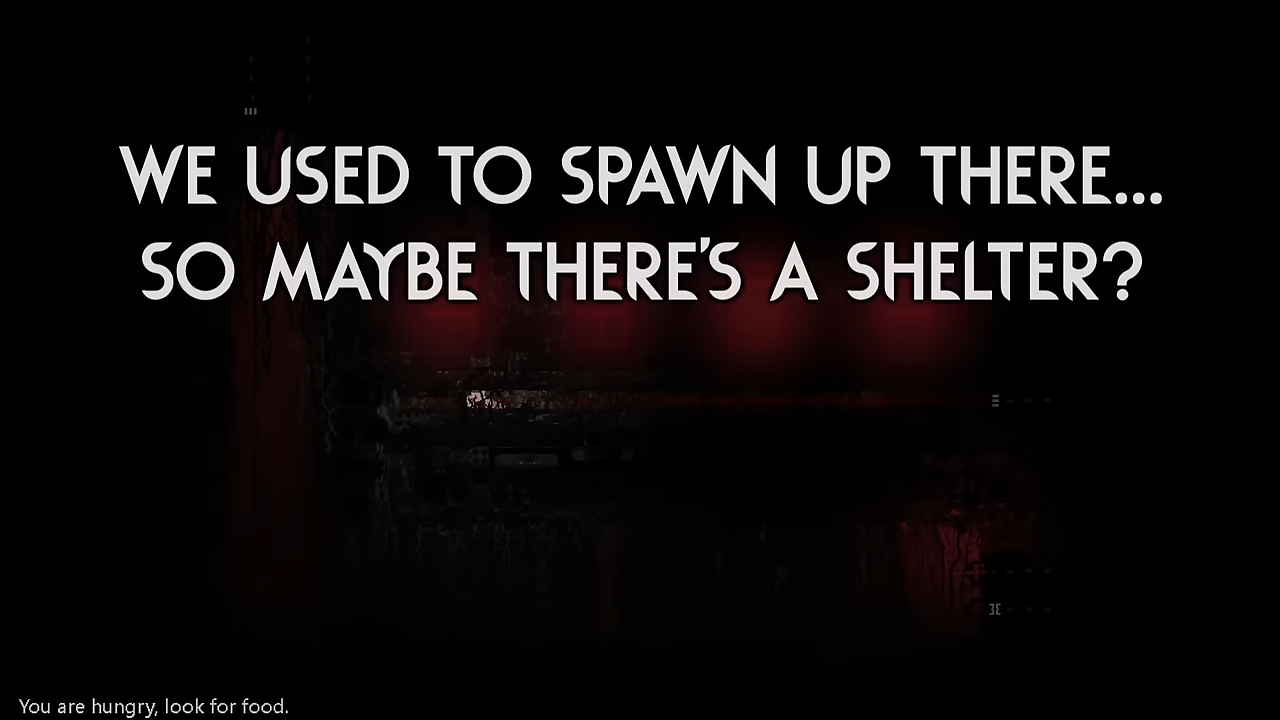 WE USED TO SPAWN UP THERE...
SO MAYBE THERE'S A SHELTER?
You are hungry, look for food.